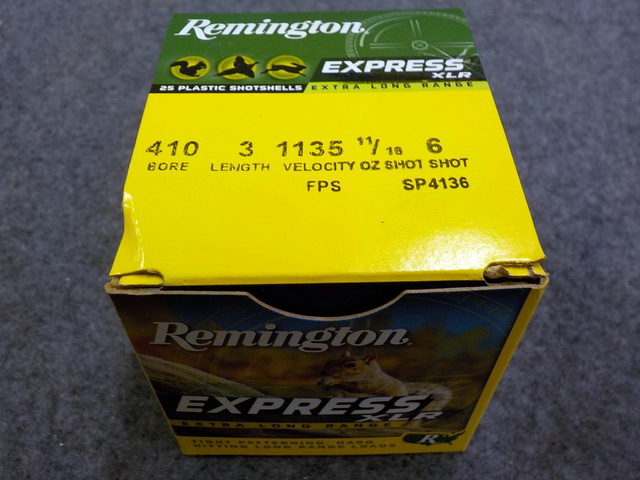 Remington
EXPRESS
XLR
25 PLASTIC SHOTSHELLS EXTRA LONG RANGE
410 3 1135 11/16 6
BORE LENGTH VELOCITY OZ SHOT SHOT
FPS SP4136
Remington
EXPRESS
XLR
EXTRA LONG RANGE
R
TIGHT PATTERNING, HARD
HITTING LONG RANGE LOADS